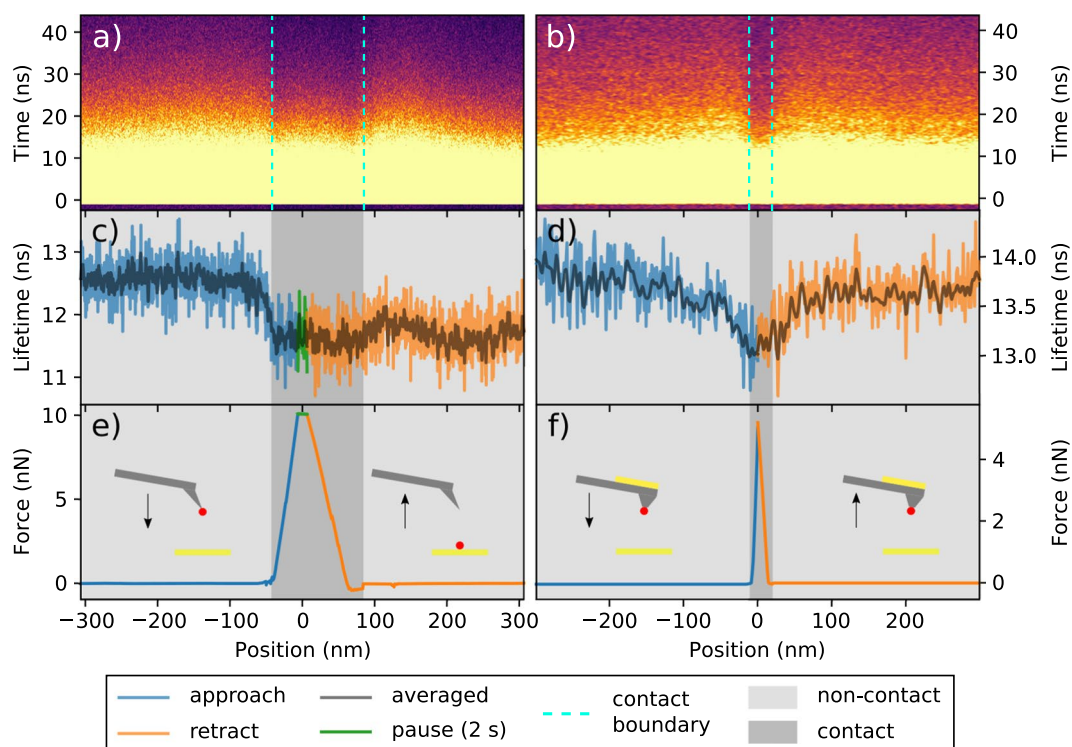 a)
b)
Time (ns)
40
30
20
10
0
40
30
20
10
0
Time (ns)
c)
d)
Lifetime (ns)
13
12
11
14.0
13.5
13.0
Lifetime (ns)
e)
f)
Force (nN)
10
5
0
4
2
0
Force (nN)
−300 −200 −100 0 100 200 300
−200 −100 0 100 200
Position (nm)
Position (nm)
approach
averaged
contact
boundary
non-contact
retract
pause (2 s)
contact